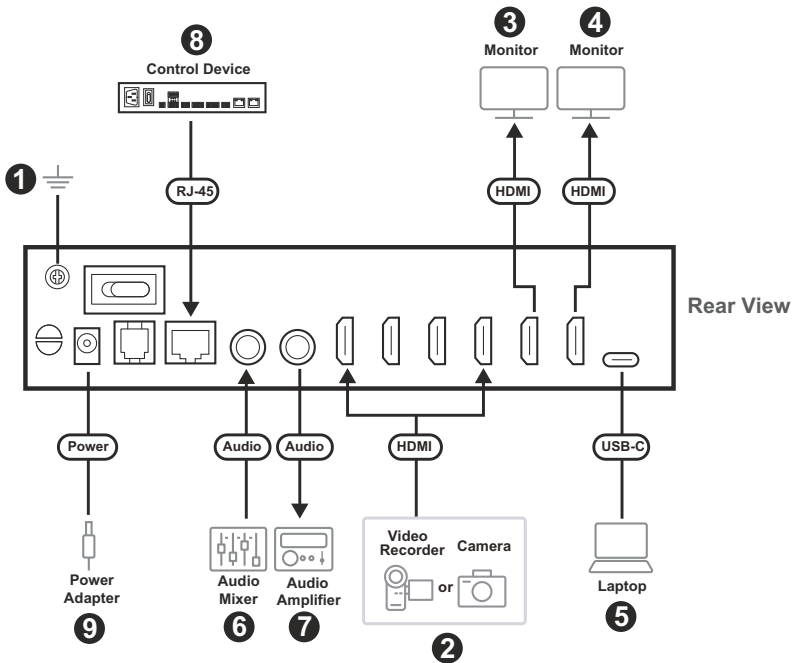 8
Control Device
3
Monitor
4
Monitor
1
RJ-45
HDMI
HDMI
Rear View
Power
Audio
Audio
HDMI
USB-C
Power
Adapter
9
Audio
Mixer
6
Audio
Amplifier
7
Video
Recorder
or
Camera
2
Laptop
5